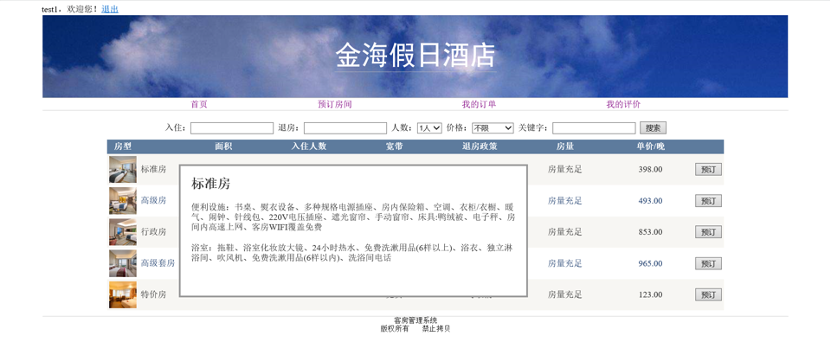 test1，欢迎您！退出
金海假日酒店
首页 预订房间 我的订单 我的评价
入住： 退房： 人数：1人 价格：不限 关键字： 搜索
房型 面积 入住人数 宽带 退房政策 房量 单价/晚
标准房 房量充足 398.00 预订
高级房 房量充足 493.00 预订
行政房 房量充足 853.00 预订
高级套房 房量充足 965.00 预订
特价房 房量充足 123.00 预订
标准房
便利设施：书桌、熨衣设备、多种规格电源插座、房内保险箱、空调、衣柜/衣橱、暖
气、闹钟、针线包、220V电压插座、遮光窗帘、手动窗帘、床具:鸭绒被、电子秤、房
间内高速上网、客房WIFI覆盖免费
浴室：拖鞋、浴室化妆放大镜、24小时热水、免费洗漱用品(6样以上)、浴衣、独立淋
浴间、吹风机、免费洗漱用品(6样以内)、洗浴间电话
客房管理系统
版权所有 禁止拷贝